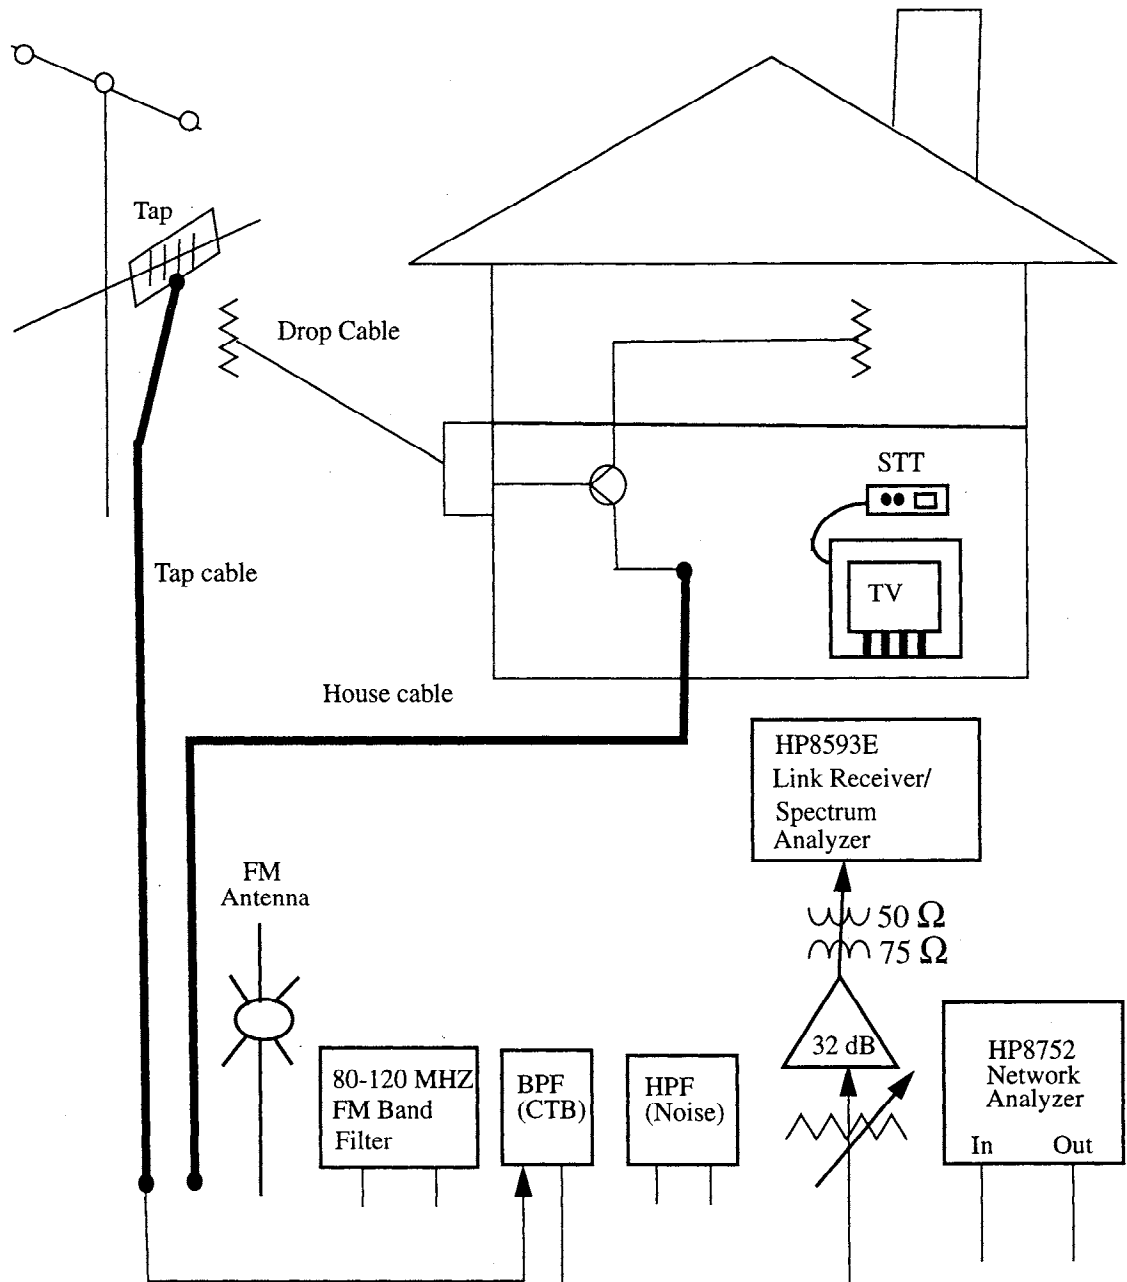 Tap
Drop Cable
STT
TV
Tap cable
House cable
HP8593E
Link Receiver/
Spectrum
Analyzer
FM
Antenna
50 Ω
75 Ω
32 dB
80-120 MHZ
FM Band
Filter
BPF
(CTB)
HPF
(Noise)
HP8752
Network
Analyzer
In Out